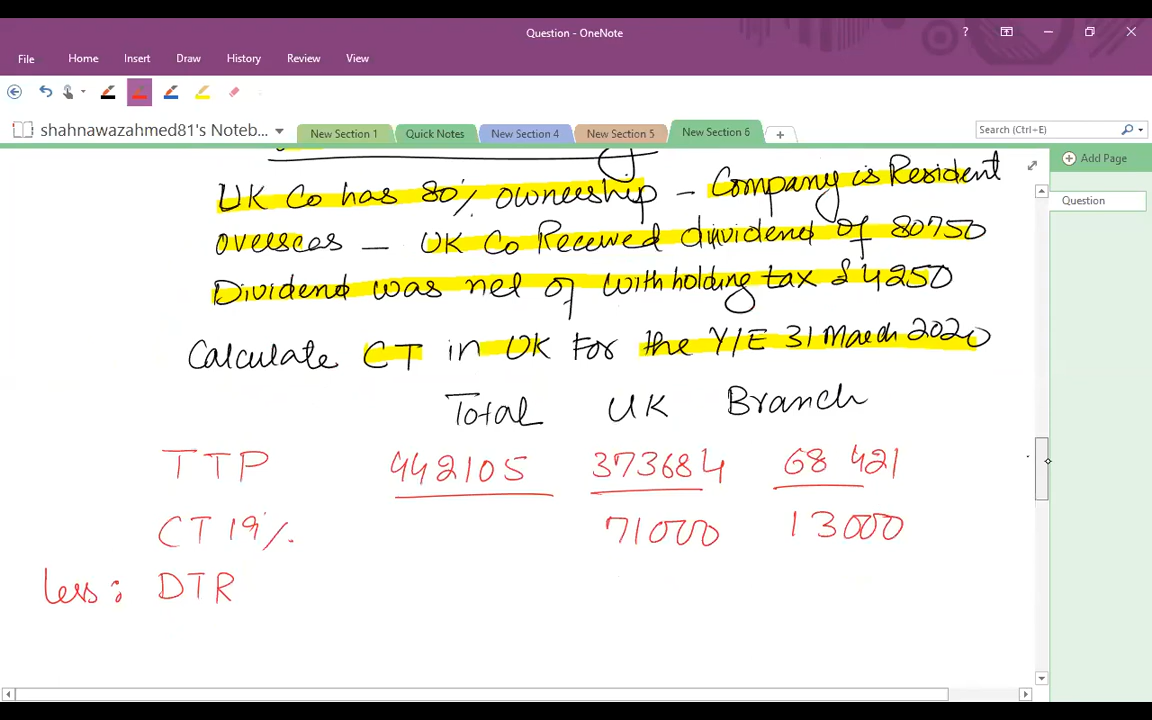 Question - OneNote
File Home Insert Draw History Review View
shahnawazahmed81's Noteb...
New Section 1 Quick Notes New Section 4 New Section 5 New Section 6
Search (Ctrl+E)
Add Page
Question
UK Co has 80% ownership - Company is Resident
overseas - UK Co Received dividend of 80750
Dividend was net of withholding tax £4250
Calculate CT in UK for the Y/E 31 March 2020
Total UK Branch
TTP 442105 373684 68 421
CT 19% 71000 13000
less: DTR